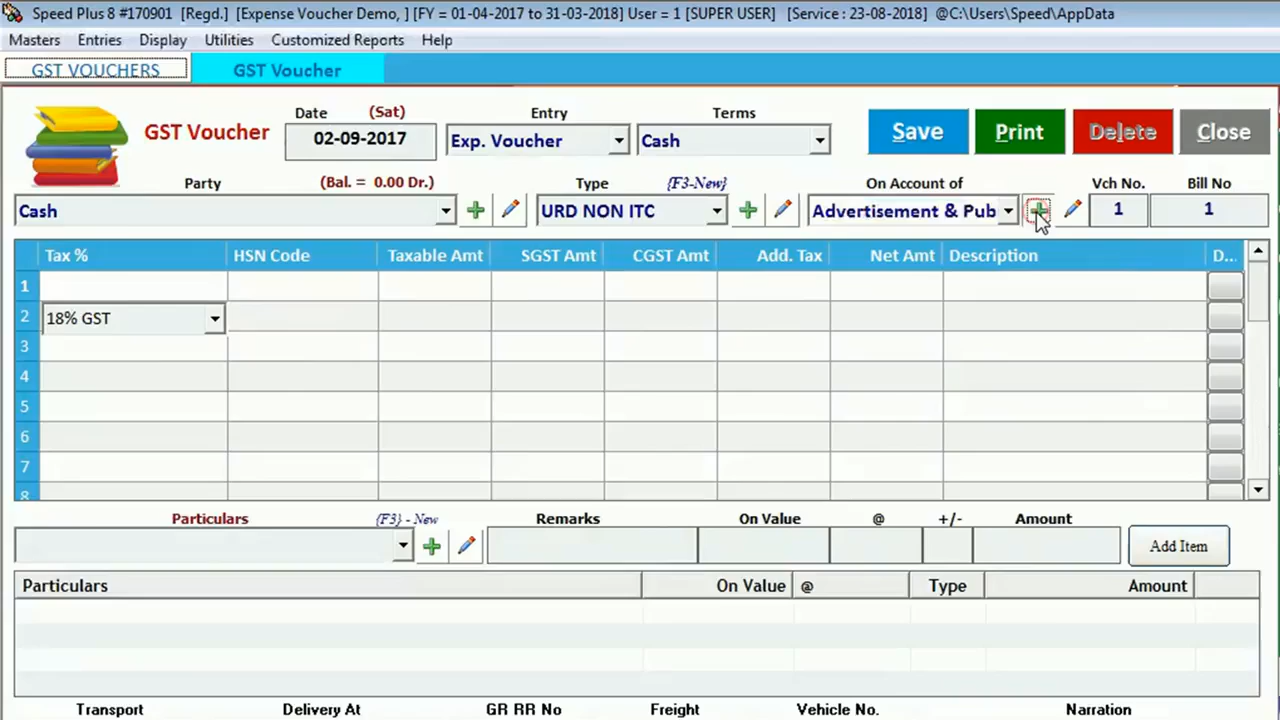 Speed Plus 8 #170901 [Regd.] [Expense Voucher Demo, ] [FY = 01-04-2017 to 31-03-2018] User = 1 [SUPER USER] [Service : 23-08-2018] @C:\Users\Speed\AppData
Masters Entries Display Utilities Customized Reports Help
GST VOUCHERS GST Voucher
Date (Sat) Entry Terms
GST Voucher 02-09-2017 Exp. Voucher Cash Save Print Delete Close
Party (Bal. = 0.00 Dr.) Type {F3-New} On Account of Vch No. Bill No
Cash URD NON ITC Advertisement & Pub 1 1
Tax % HSN Code Taxable Amt SGST Amt CGST Amt Add. Tax Net Amt Description D...
1
2 18% GST
3
4
5
6
7
8
Particulars {F3} - New Remarks On Value @ +/- Amount
Add Item
Particulars On Value @ Type Amount
Transport Delivery At GR RR No Freight Vehicle No. Narration